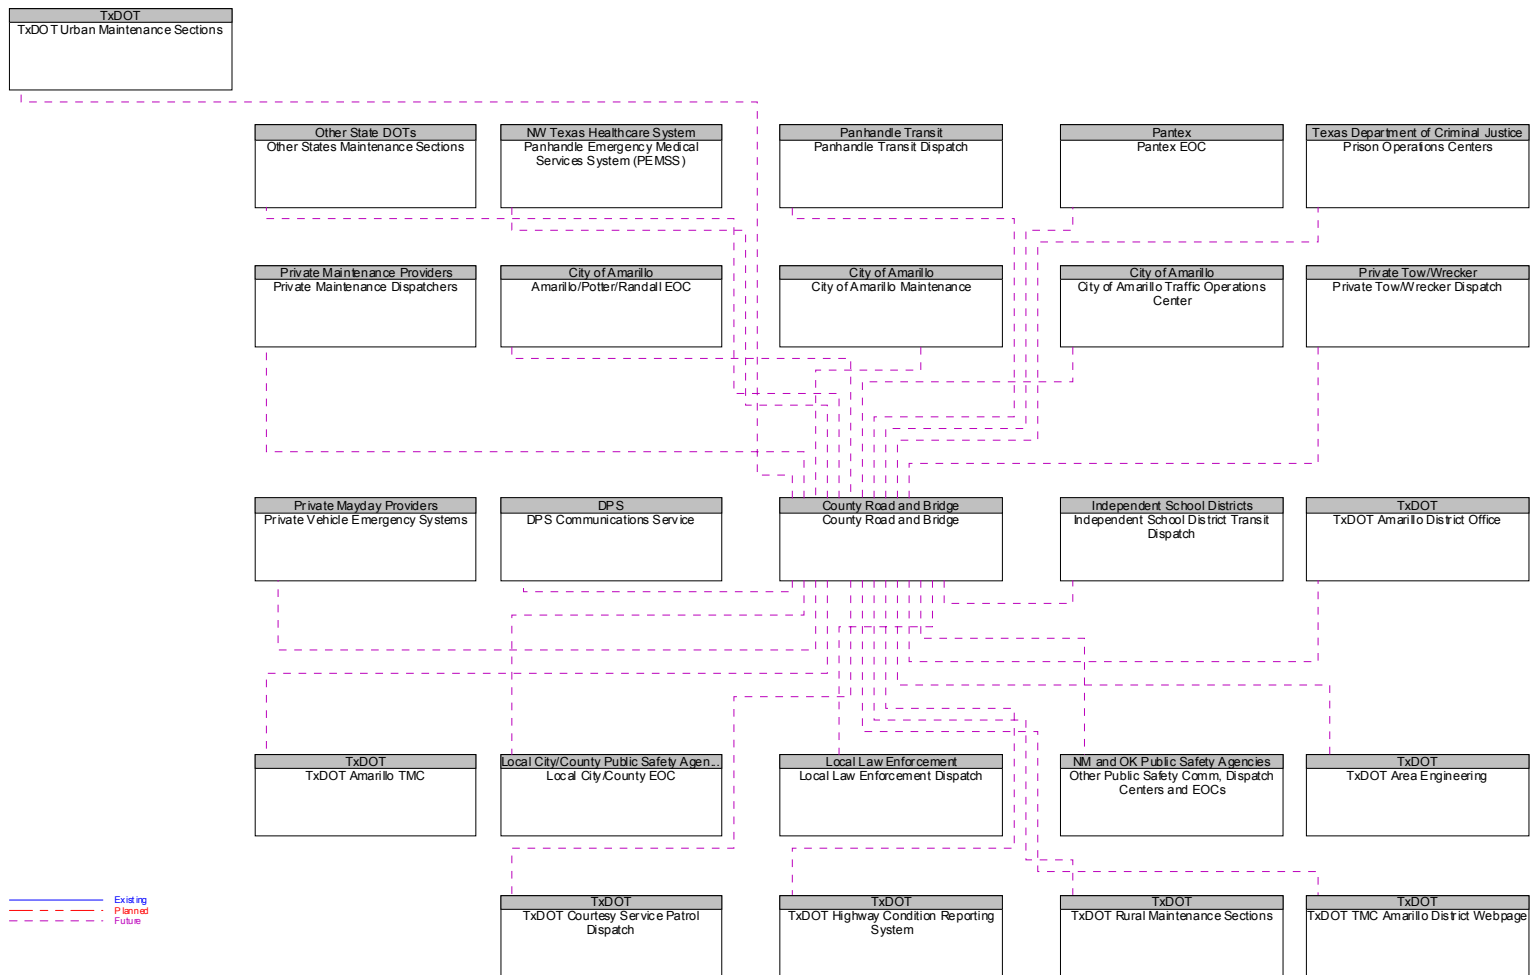 TxDOT
TxDOT Urban Maintenance Sections
Other State DOTs
Other States Maintenance Sections
NW Texas Healthcare System
Panhandle Emergency Medical
Services System (PEMSS)
Panhandle Transit
Panhandle Transit Dispatch
Pantex
Pantex EOC
Texas Department of Criminal Justice
Prison Operations Centers
Private Maintenance Providers
Private Maintenance Dispatchers
City of Amarillo
Amarillo/Potter/Randall EOC
City of Amarillo
City of Amarillo Maintenance
City of Amarillo
City of Amarillo Traffic Operations
Center
Private Tow/Wrecker
Private Tow/Wrecker Dispatch
Private Mayday Providers
Private Vehicle Emergency Systems
DPS
DPS Communications Service
County Road and Bridge
County Road and Bridge
Independent School Districts
Independent School District Transit
Dispatch
TxDOT
TxDOT Amarillo District Office
TxDOT
TxDOT Amarillo TMC
Local City/County Public Safety Agen...
Local City/County EOC
Local Law Enforcement
Local Law Enforcement Dispatch
NM and OK Public Safety Agencies
Other Public Safety Comm, Dispatch
Centers and EOCs
TxDOT
TxDOT Area Engineering
Existing
Planned
Future
TxDOT
TxDOT Courtesy Service Patrol
Dispatch
TxDOT
TxDOT Highway Condition Reporting
System
TxDOT
TxDOT Rural Maintenance Sections
TxDOT
TxDOT TMC Amarillo District Webpage